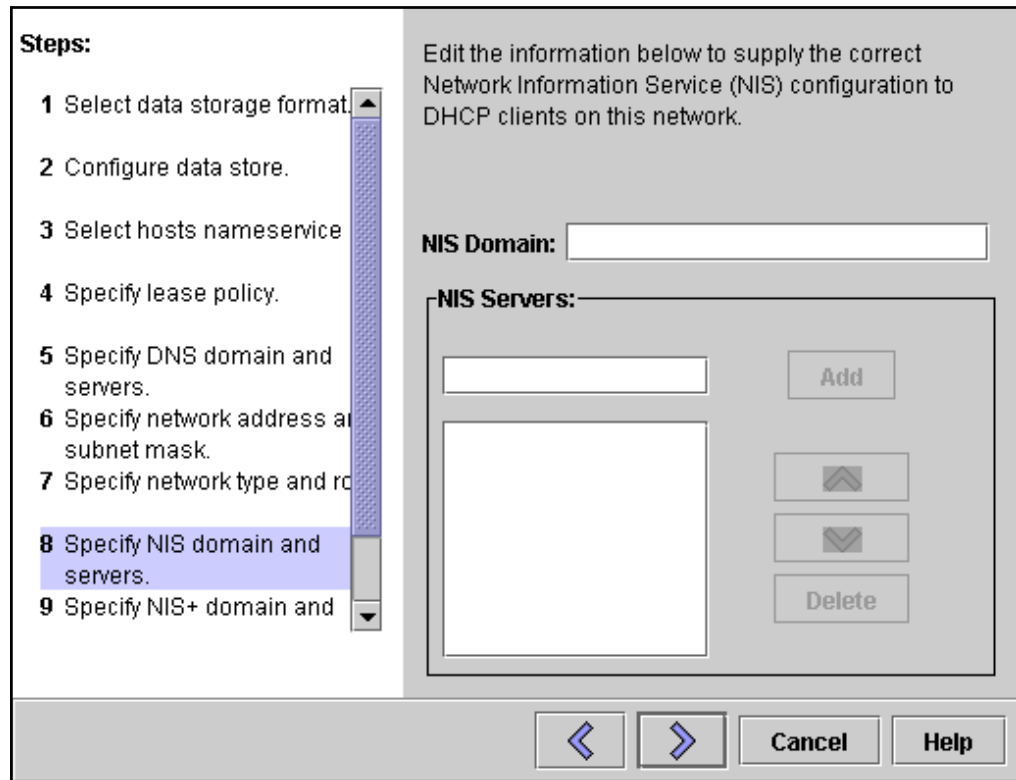 Steps:
1 Select data storage format.
2 Configure data store.
3 Select hosts nameservice
4 Specify lease policy.
5 Specify DNS domain and
servers.
6 Specify network address
subnet mask.
7 Specify network type and
8 Specify NIS domain and
servers.
9 Specify NIS+ domain and
Edit the information below to supply the correct
Network Information Service (NIS) configuration to
DHCP clients on this network.
NIS Domain:
NIS Servers:
Add
Delete
Cancel
Help